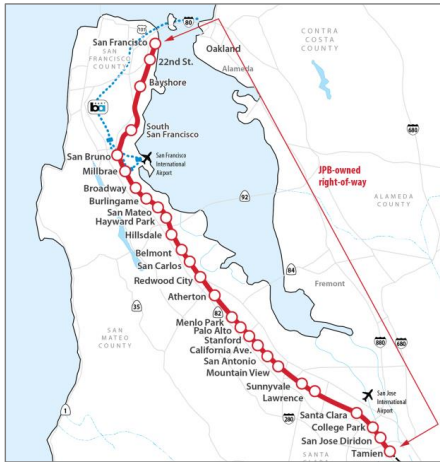 80
101
San Francisco
SAN
FRANCISCO
COUNTY
22nd St.
Oakland
Alameda
CONTRA
COSTA
COUNTY
Bayshore
ba
680
South
San Francisco
San Bruno
San Francisco
International
Airport
JPB-owned
right-of-way
Millbrae
Broadway
Burlingame
San Mateo
Hayward Park
92
ALAMEDA
COUNTY
Hillsdale
Belmont
San Carlos
84
Redwood City
Fremont
Atherton
35
82
SAN
MATEO
COUNTY
Menlo Park
Palo Alto
Stanford
California Ave.
San Antonio
Mountain View
880
680
Sunnyvale
Lawrence
San Jose
International
Airport
1
280
Santa Clara
College Park
San Jose Diridon
Tamien
SANTA